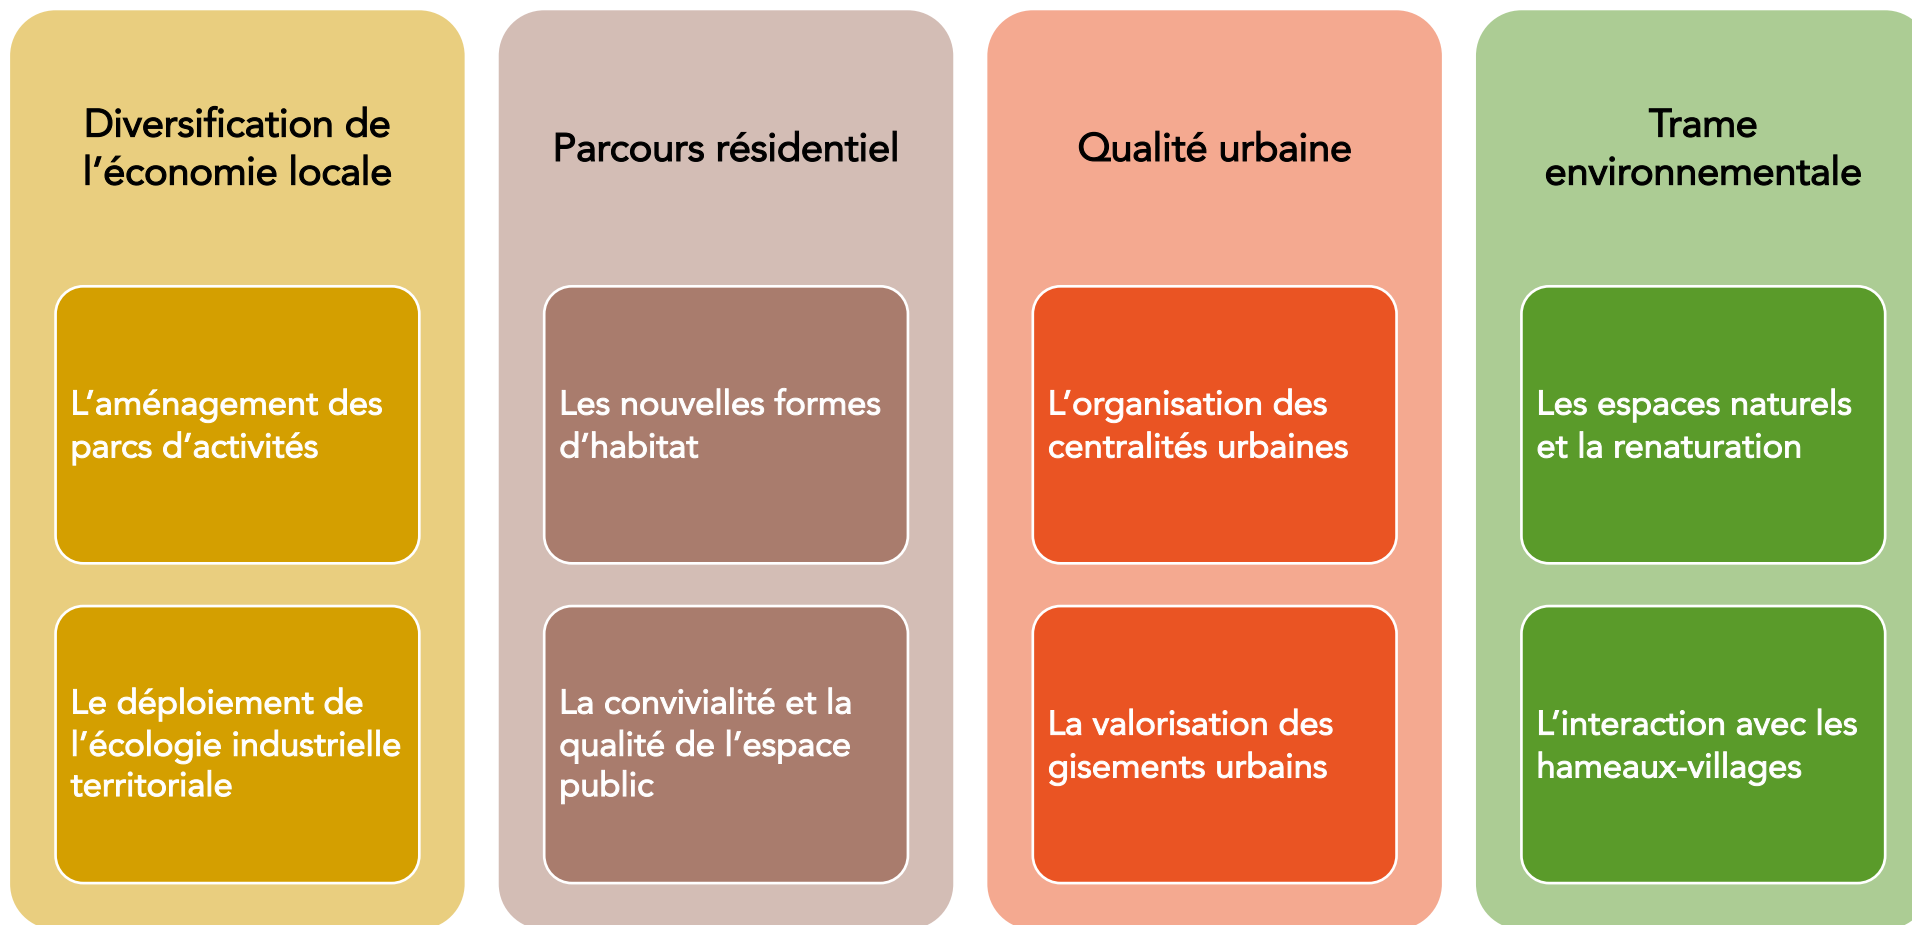 Diversification de
l’économie locale
L’aménagement des
parcs d’activités
Le déploiement de
l’écologie industrielle
territoriale
Parcours résidentiel
Les nouvelles formes
d’habitat
La convivialité et la
qualité de l’espace
public
Qualité urbaine
L’organisation des
centralités urbaines
La valorisation des
gisements urbains
Trame
environnementale
Les espaces naturels
et la renaturation
L’interaction avec les
hameaux-villages